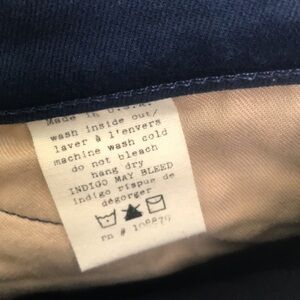 Made in U.S.A.
wash inside out/
laver à l'envers
machine wash cold
do not bleach
hang dry
INDIGO MAY BLEED
indigo risque de
dégorger
rn #